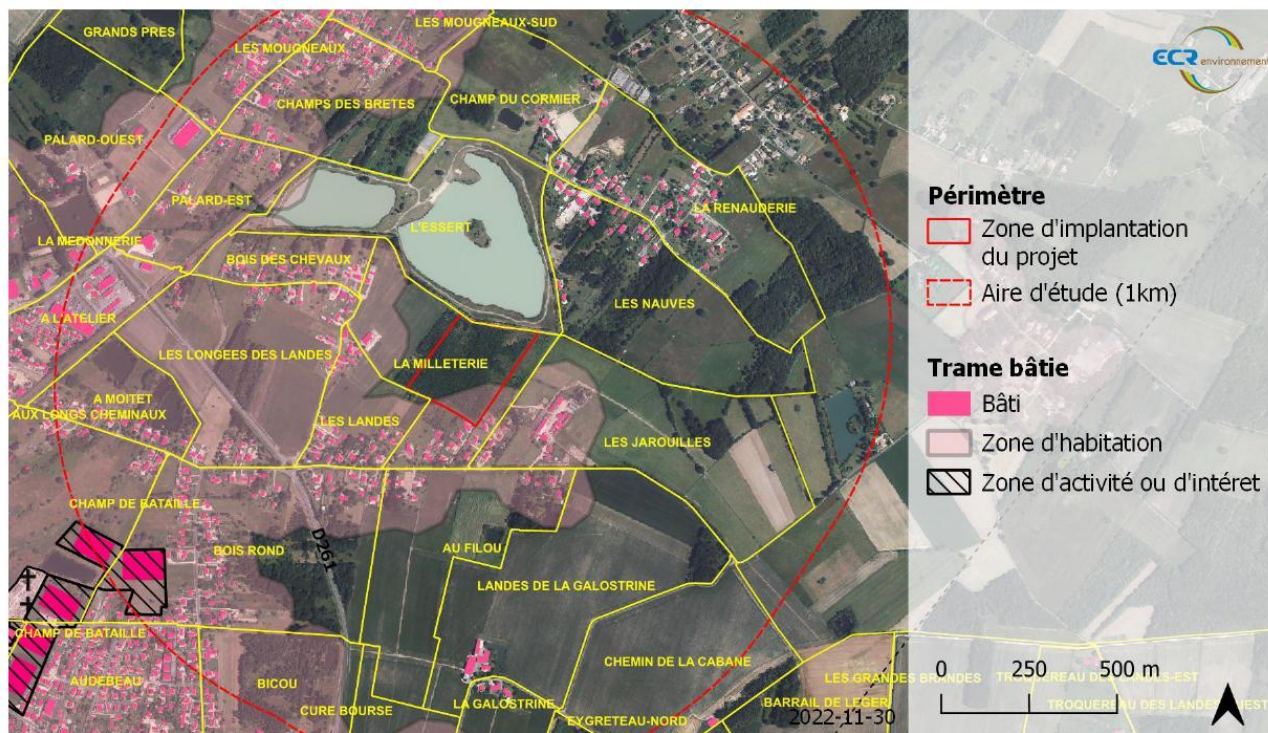 GRANDS PRES
LES MOUGNEAUX-SUD
LES MOUGNEAUX
ECR environnement
CHAMPS DES BRETES
CHAMP DU CORMIER
PALARD-OUEST
PALARD-EST
L'ESSERT
LA RENAUDERIE
LA MEDONNERIE
BOIS DES CHEVAUX
LES NAUVES
A L'ATELIER
LES LONGEES DES LANDES
LA MILLETERIE
A MOITET
AUX LONGS CHEMINAUX
LES LANDES
LES JAROUILLES
CHAMP DE BATAILLE
D261
BOIS ROND
AU FILOU
LANDES DE LA GALOSTRINE
CHAMP DE BATAILLE
CHEMIN DE LA CABANE
AUDEBEAU
BICOU
CURE BOURSE
LA GALOSTRINE
EYGRETEAU-NORD
LES GRANDES BRANDES
BARRAIL DE LEGER
2022-11-30
Périmètre
Zone d'implantation
du projet
Aire d'étude (1km)
Trame bâtie
Bâti
Zone d'habitation
Zone d'activité ou d'intéret
0 250 500 m